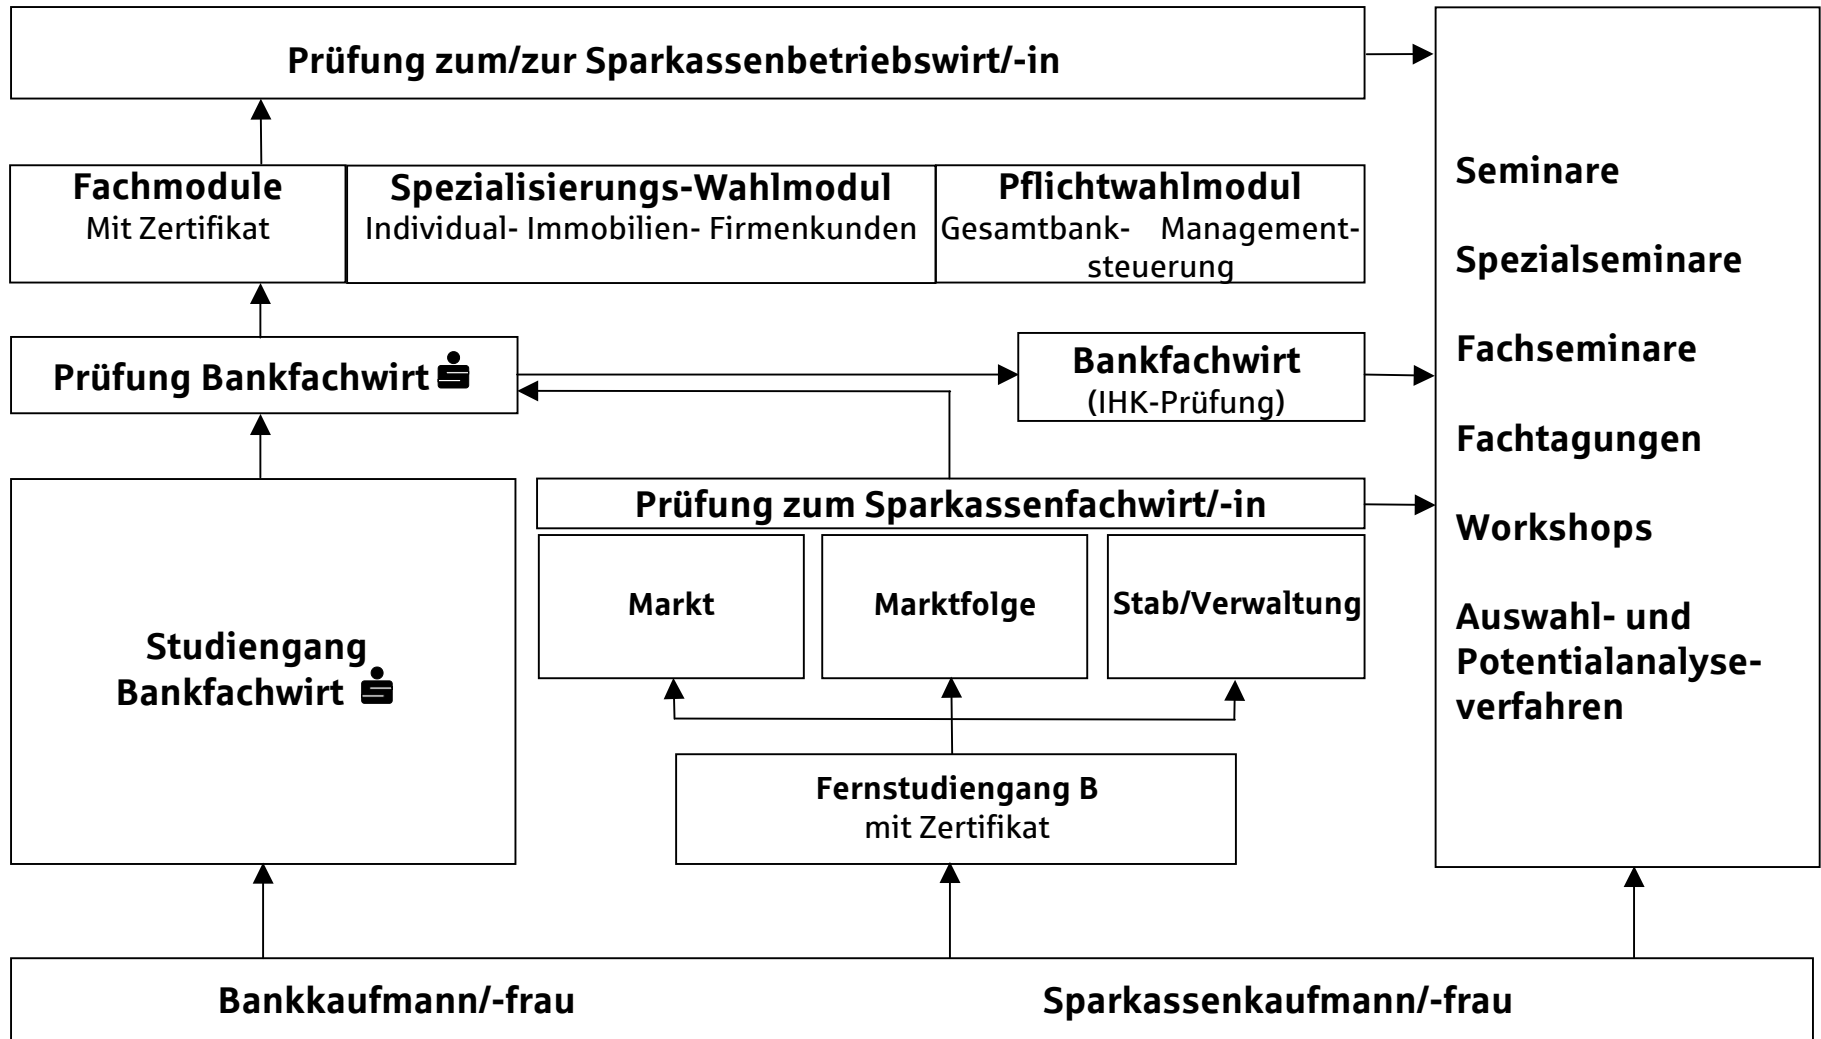 Prüfung zum/zur Sparkassenbetriebswirt/-in
Fachmodule
Mit Zertifikat
Spezialisierungs-Wahlmodul
Individual- Immobilien- Firmenkunden
Pflichtwahlmodul
Gesamtbank- Management-
steuerung
Prüfung Bankfachwirt
Bankfachwirt
(IHK-Prüfung)
Prüfung zum Sparkassenfachwirt/-in
Markt
Marktfolge
Stab/Verwaltung
Studiengang
Bankfachwirt
Fernstudiengang B
mit Zertifikat
Seminare
Spezialseminare
Fachseminare
Fachtagungen
Workshops
Auswahl- und
Potentialanalyse-
verfahren
Bankkaufmann/-frau
Sparkassenkaufmann/-frau